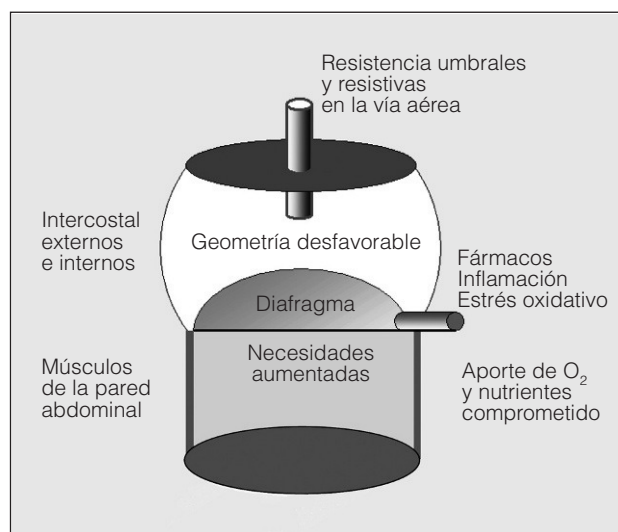 Resistencia umbrales
y resistivas
en la vía aérea
Intercostal
externos
e internos
Geometría desfavorable
Fármacos
Inflamación
Estrés oxidativo
Diafragma
Músculos
de la pared
abdominal
Necesidades
aumentadas
Aporte de O₂
y nutrientes
comprometido